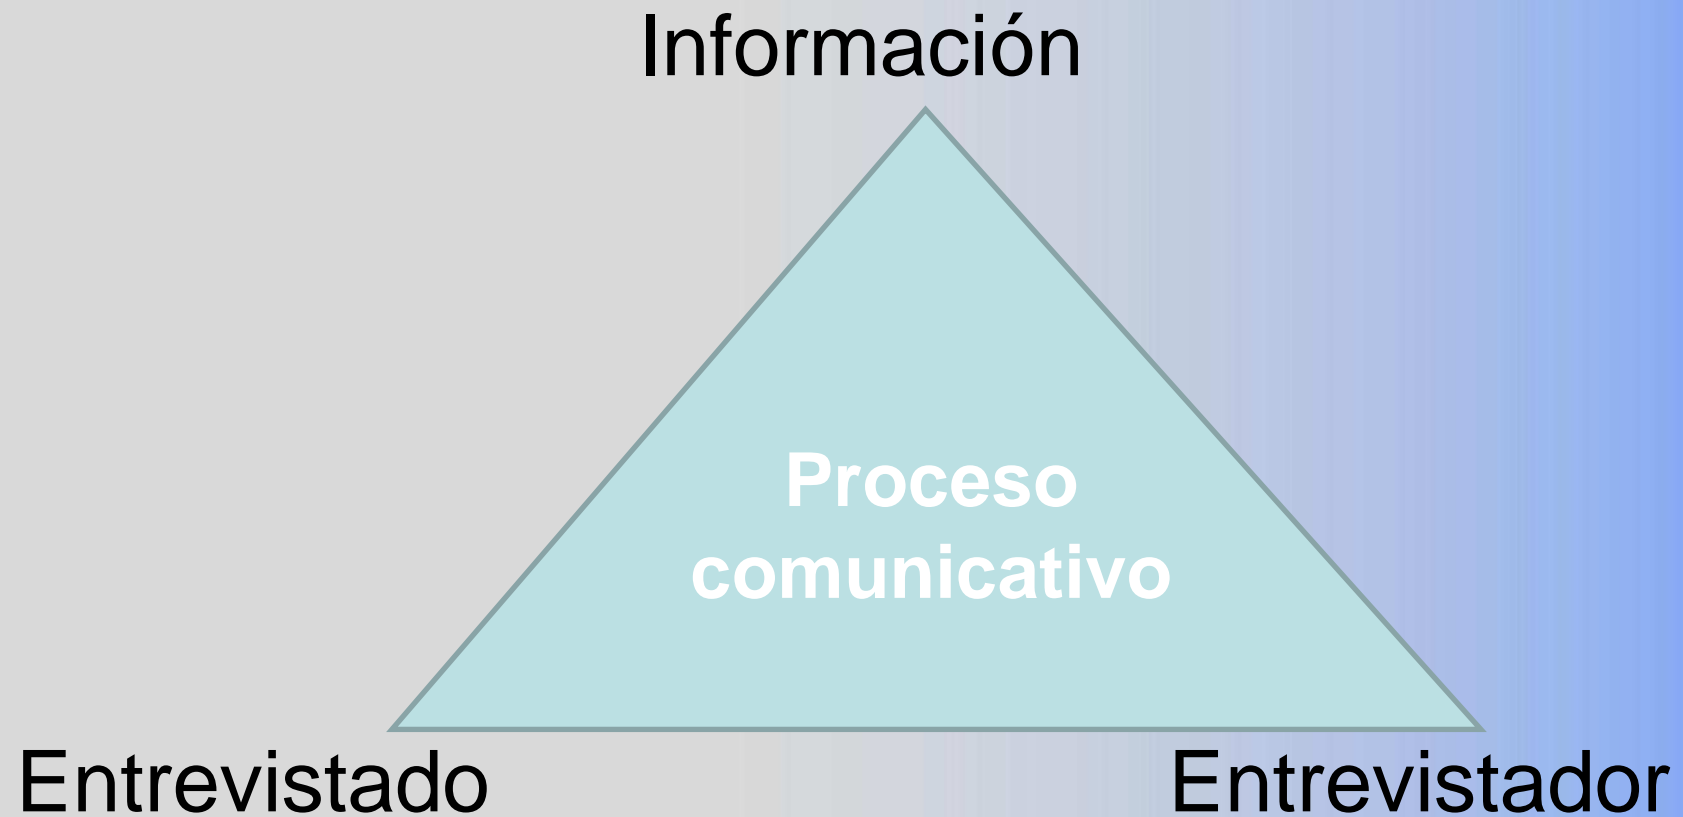 Información
Proceso
comunicativo
Entrevistado
Entrevistador